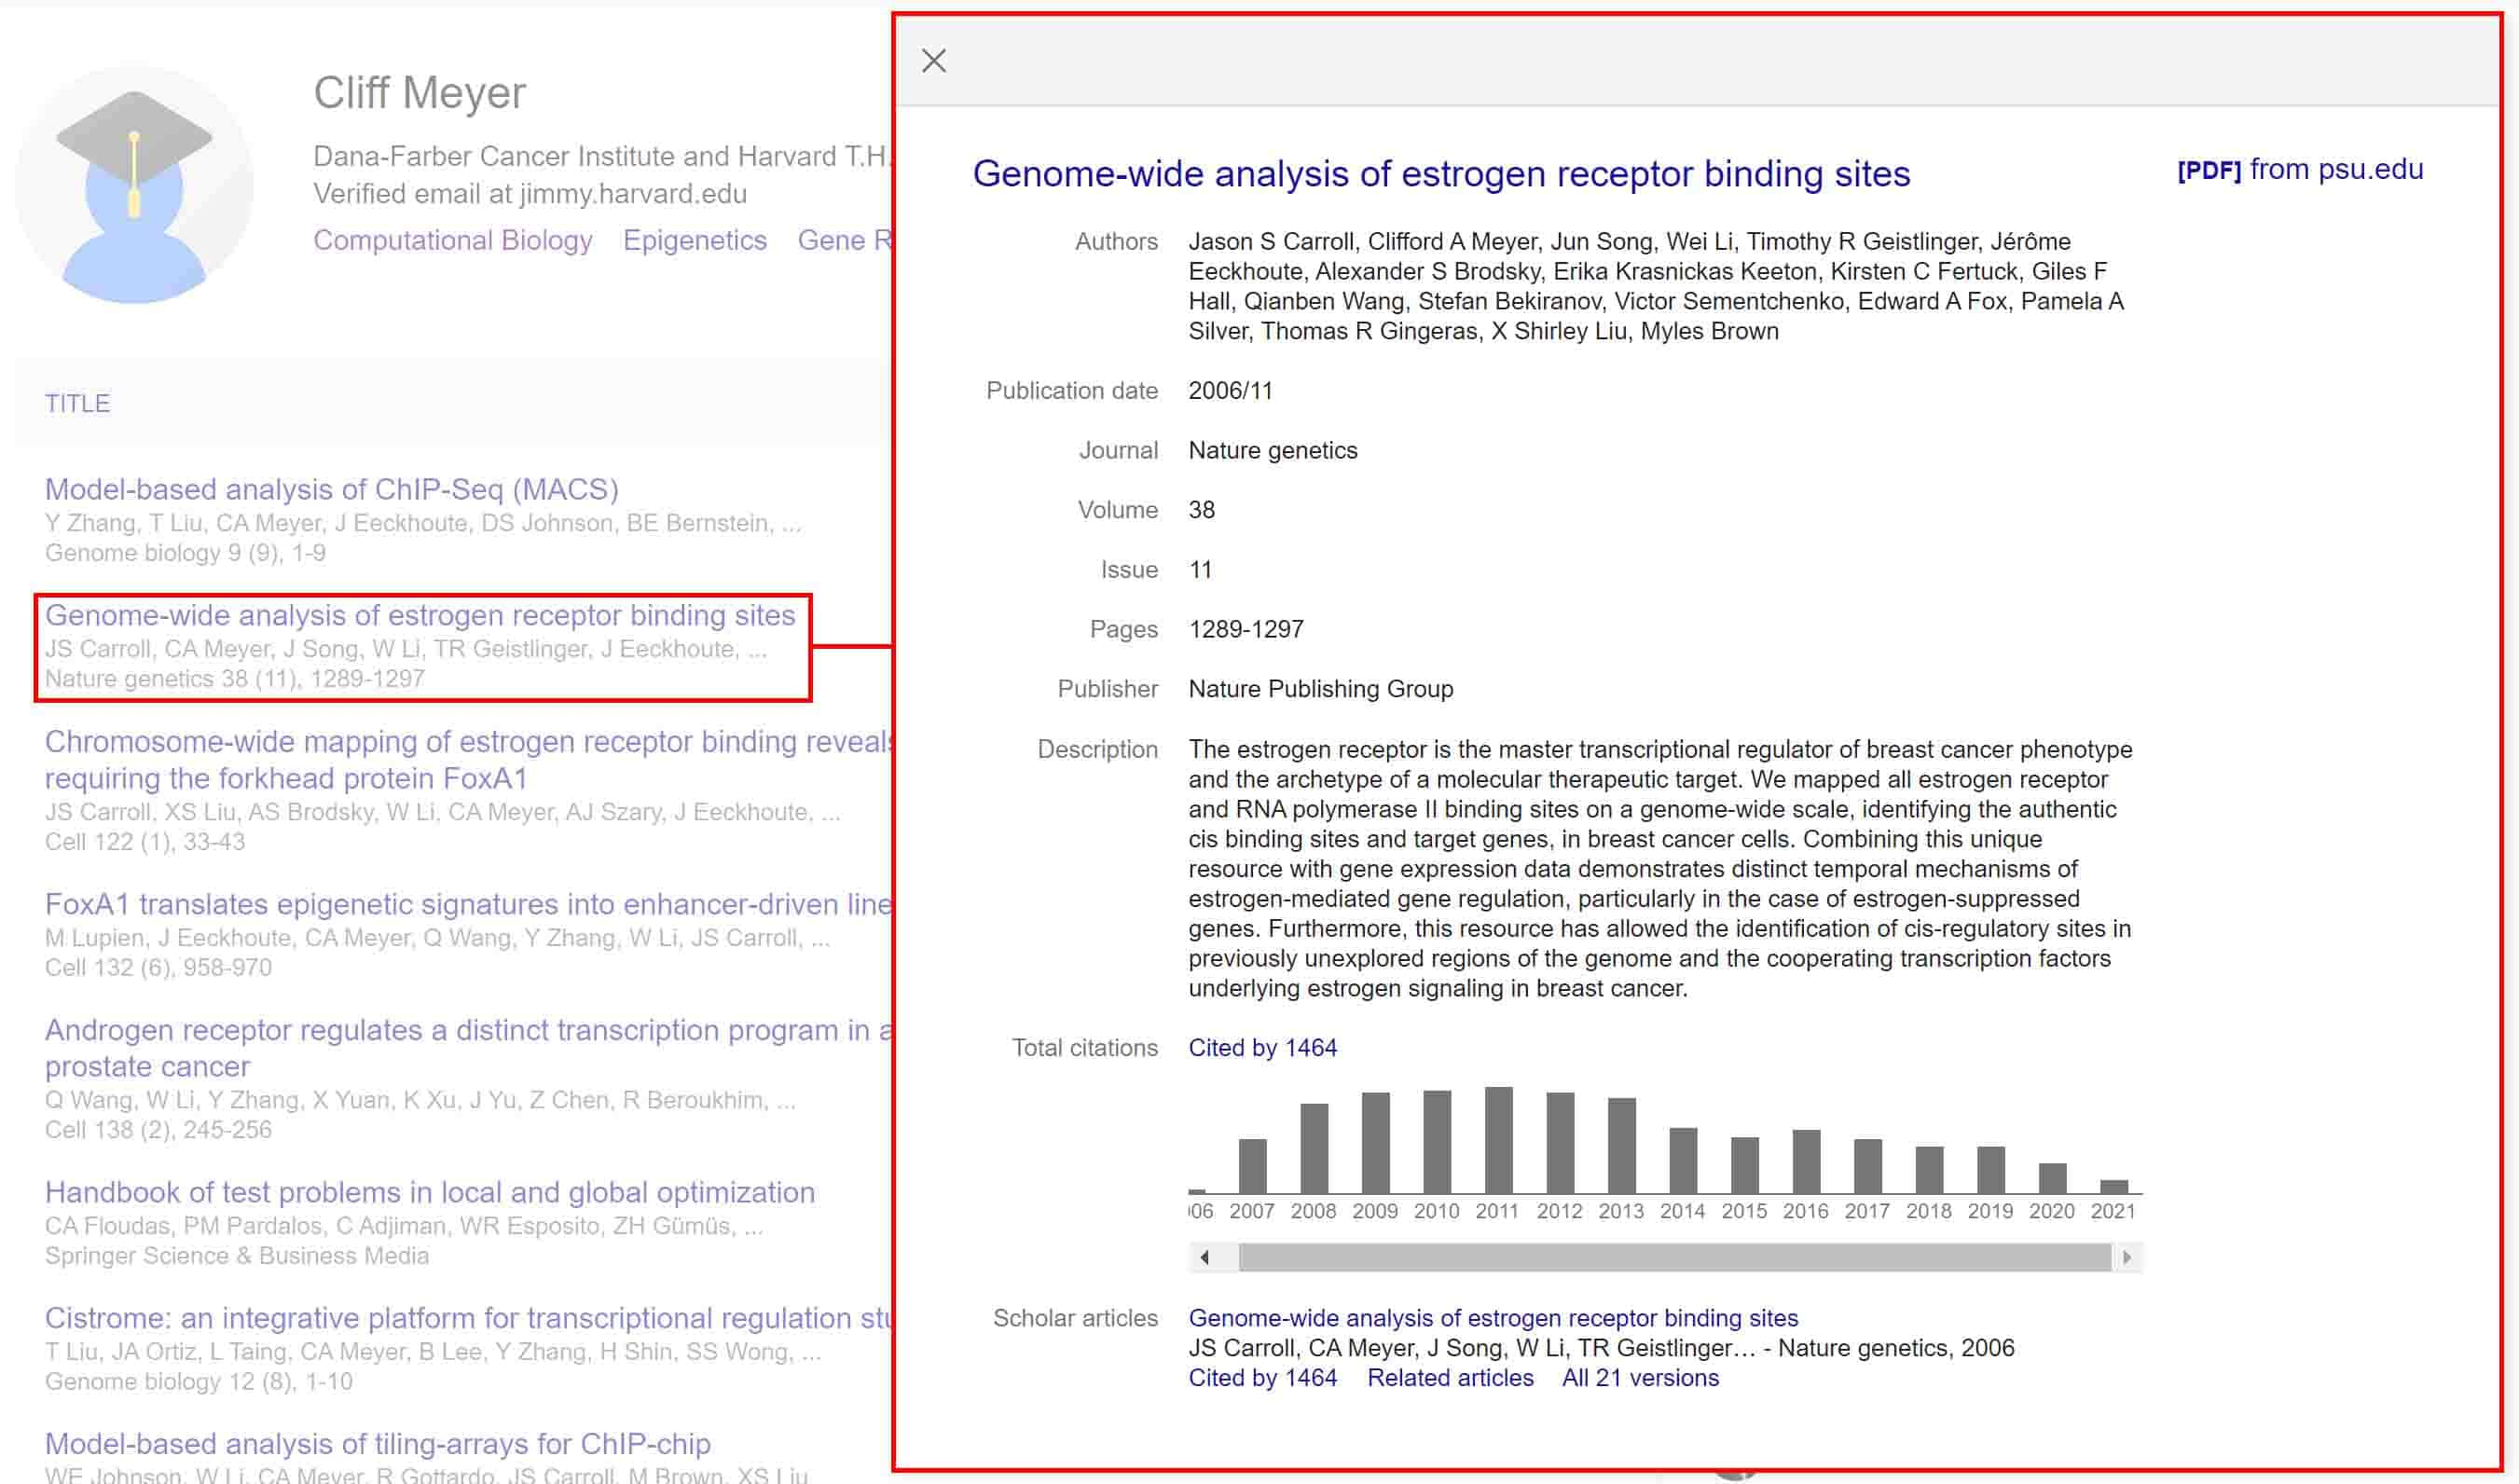 Cliff Meyer
Dana-Farber Cancer Institute and Harvard T.H.
Verified email at jimmy.harvard.edu
Computational Biology Epigenetics Gene R
TITLE
Model-based analysis of ChIP-Seq (MACS)
Y Zhang, T Liu, CA Meyer, J Eeckhoute, DS Johnson, BE Bernstein, ...
Genome biology 9 (9), 1-9
Genome-wide analysis of estrogen receptor binding sites
JS Carroll, CA Meyer, J Song, W Li, TR Geistlinger, J Eeckhoute, ...
Nature genetics 38 (11), 1289-1297
Chromosome-wide mapping of estrogen receptor binding reveals
requiring the forkhead protein FoxA1
JS Carroll, XS Liu, AS Brodsky, W Li, CA Meyer, AJ Szary, J Eeckhoute, ...
Cell 122 (1), 33-43
FoxA1 translates epigenetic signatures into enhancer-driven line
M Lupien, J Eeckhoute, CA Meyer, Q Wang, Y Zhang, W Li, JS Carroll, ...
Cell 132 (6), 958-970
Androgen receptor regulates a distinct transcription program in a
prostate cancer
Q Wang, W Li, Y Zhang, X Yuan, K Xu, J Yu, Z Chen, R Beroukhim, ...
Cell 138 (2), 245-256
Handbook of test problems in local and global optimization
CA Floudas, PM Pardalos, C Adjiman, WR Esposito, ZH Gümüs, ...
Springer Science & Business Media
Cistrome: an integrative platform for transcriptional regulation stu
T Liu, JA Ortiz, L Taing, CA Meyer, B Lee, Y Zhang, H Shin, SS Wong, ...
Genome biology 12 (8), 1-10
Model-based analysis of tiling-arrays for ChIP-chip
WE Johnson, W Li, CA Meyer, R Gottardo, JS Carroll, M Brown, XS Liu
Genome-wide analysis of estrogen receptor binding sites
[PDF] from psu.edu
Authors Jason S Carroll, Clifford A Meyer, Jun Song, Wei Li, Timothy R Geistlinger, Jérôme
Eeckhoute, Alexander S Brodsky, Erika Krasnickas Keeton, Kirsten C Fertuck, Giles F
Hall, Qianben Wang, Stefan Bekiranov, Victor Sementchenko, Edward A Fox, Pamela A
Silver, Thomas R Gingeras, X Shirley Liu, Myles Brown
Publication date 2006/11
Journal Nature genetics
Volume 38
Issue 11
Pages 1289-1297
Publisher Nature Publishing Group
Description The estrogen receptor is the master transcriptional regulator of breast cancer phenotype
and the archetype of a molecular therapeutic target. We mapped all estrogen receptor
and RNA polymerase II binding sites on a genome-wide scale, identifying the authentic
cis binding sites and target genes, in breast cancer cells. Combining this unique
resource with gene expression data demonstrates distinct temporal mechanisms of
estrogen-mediated gene regulation, particularly in the case of estrogen-suppressed
genes. Furthermore, this resource has allowed the identification of cis-regulatory sites in
previously unexplored regions of the genome and the cooperating transcription factors
underlying estrogen signaling in breast cancer.
Total citations Cited by 1464
06 2007 2008 2009 2010 2011 2012 2013 2014 2015 2016 2017 2018 2019 2020 2021
Scholar articles Genome-wide analysis of estrogen receptor binding sites
JS Carroll, CA Meyer, J Song, W Li, TR Geistlinger… - Nature genetics, 2006
Cited by 1464 Related articles All 21 versions